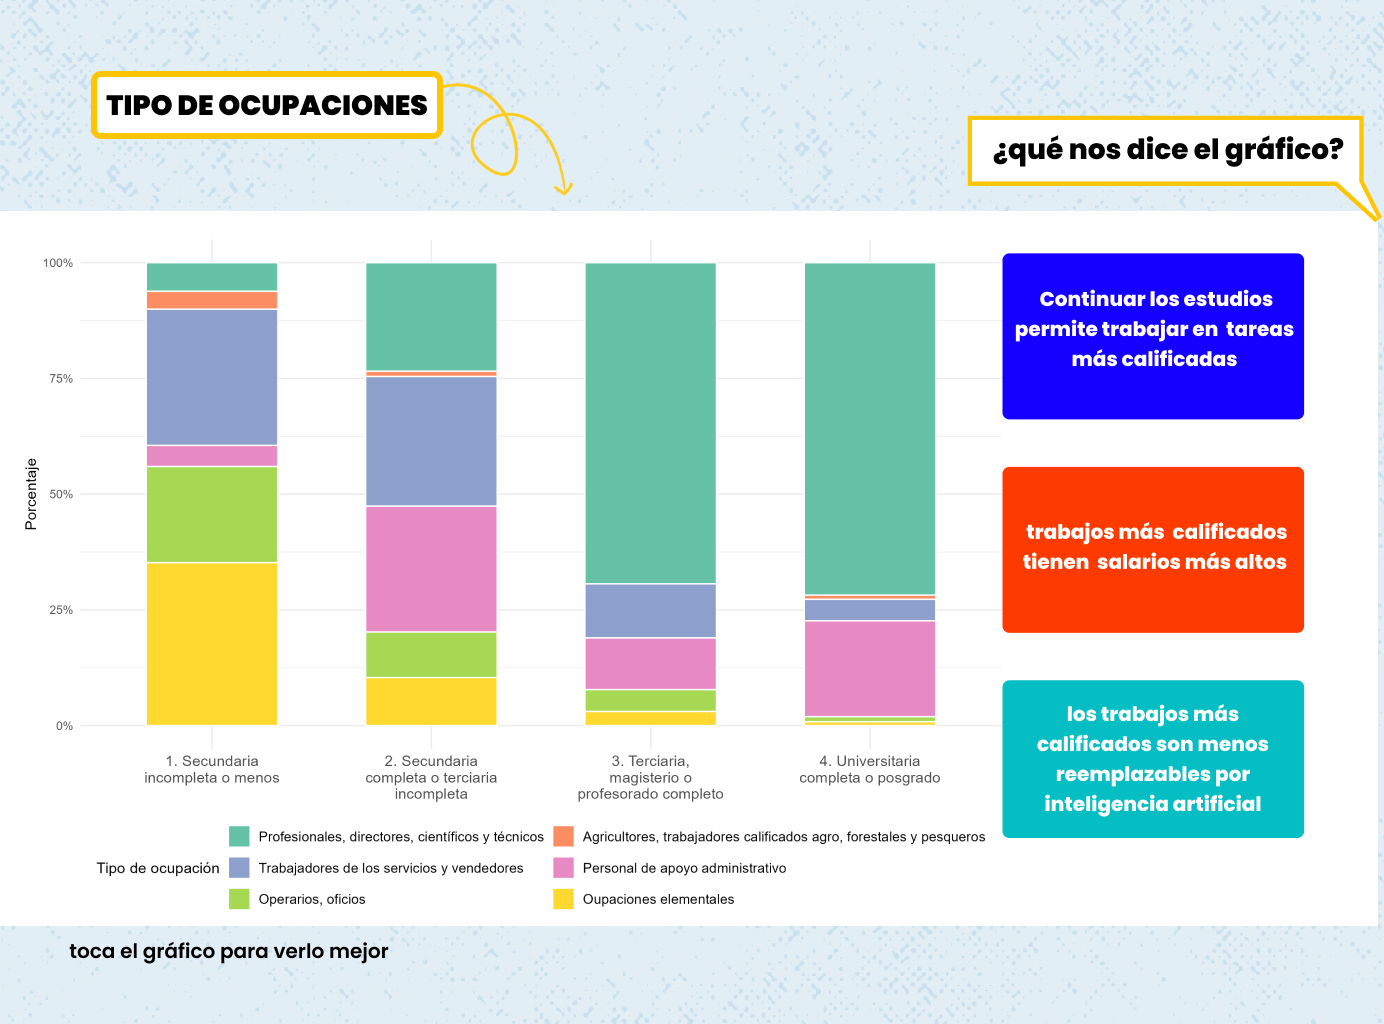 TIPO DE OCUPACIONES
¿qué nos dice el gráfico?
100%
75%
50%
25%
0%
Porcentaje
1. Secundaria
incompleta o menos
2. Secundaria
completa o terciaria
incompleta
3. Terciaria,
magisterio o
profesorado completo
4. Universitaria
completa o posgrado
Tipo de ocupación
Profesionales, directores, científicos y técnicos
Trabajadores de los servicios y vendedores
Operarios, oficios
Agricultores, trabajadores calificados agro, forestales y pesqueros
Personal de apoyo administrativo
Oupaciones elementales
Continuar los estudios
permite trabajar en tareas
más calificadas
trabajos más calificados
tienen salarios más altos
los trabajos más
calificados son menos
reemplazables por
inteligencia artificial
toca el gráfico para verlo mejor